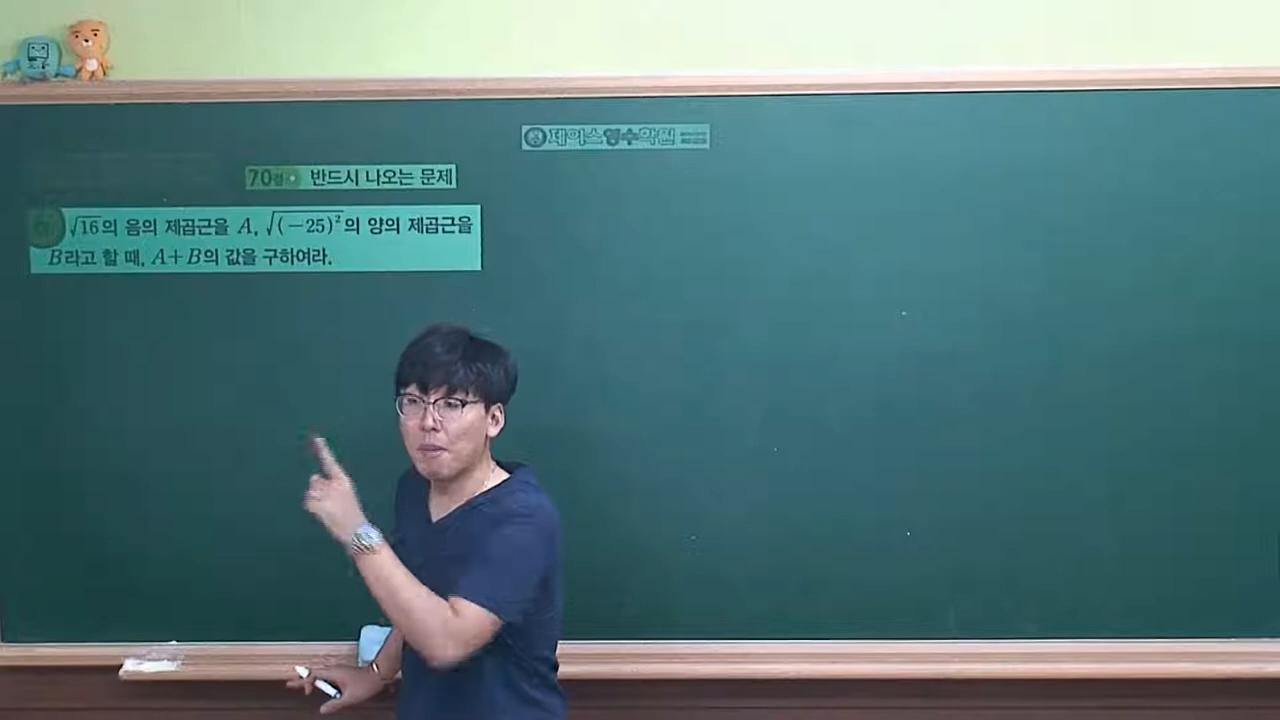 제이스영수학원
70점 반드시 나오는 문제
√16의 음의 제곱근을 A, √(−25)²의 양의 제곱근을
B라고 할 때, A+B의 값을 구하여라.